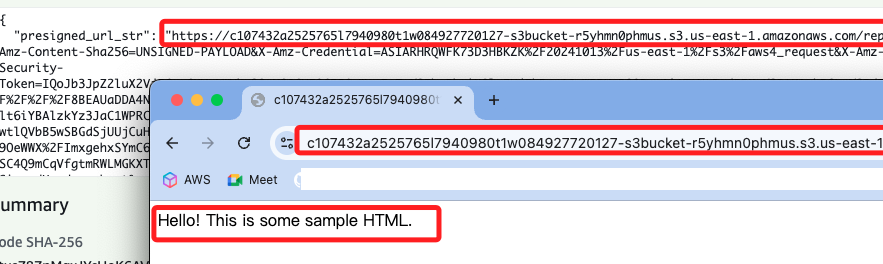 {
"presigned_url_str": "https://c107432a2525765l7940980t1w084927720127-s3bucket-r5yhmn0phmus.s3.us-east-1.amazonaws.com/rep
Amz-Content-Sha256=UNSIGNED-PAYLOAD&X-Amz-Credential=ASIARHRQWFK73D3HBKZK%2F20241013%2Fus-east-1%2Fs3%2Faws4_request&X-Amz-
Security-
Token=IQoJb3JpZ2luX2V
F%2F%2F%2F8BEAUaDDA4N
lt6iYBAlzkYz3JaC1WPRC
wtlQVbB5wSBGdSjUUjCuH
9OeWWX%2FImxgehxSYmC6
SC4Q9mCqVfgtmRWLMGKXT
c107432a2525765l7940980t
c107432a2525765l7940980t1w084927720127-s3bucket-r5yhmn0phmus.s3.us-east-1
AWS
Meet
Hello! This is some sample HTML.
ummary
ode SHA-256